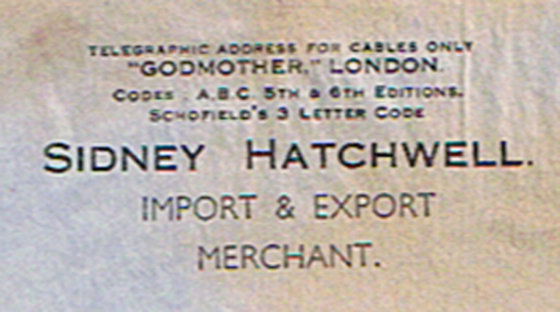 TELEGRAPHIC ADDRESS FOR CABLES ONLY
"GODMOTHER," LONDON.
CODES : A.B.C. 5TH & 6TH EDITIONS.
SCHOFIELD'S 3 LETTER CODE
SIDNEY HATCHWELL.
IMPORT & EXPORT
MERCHANT.